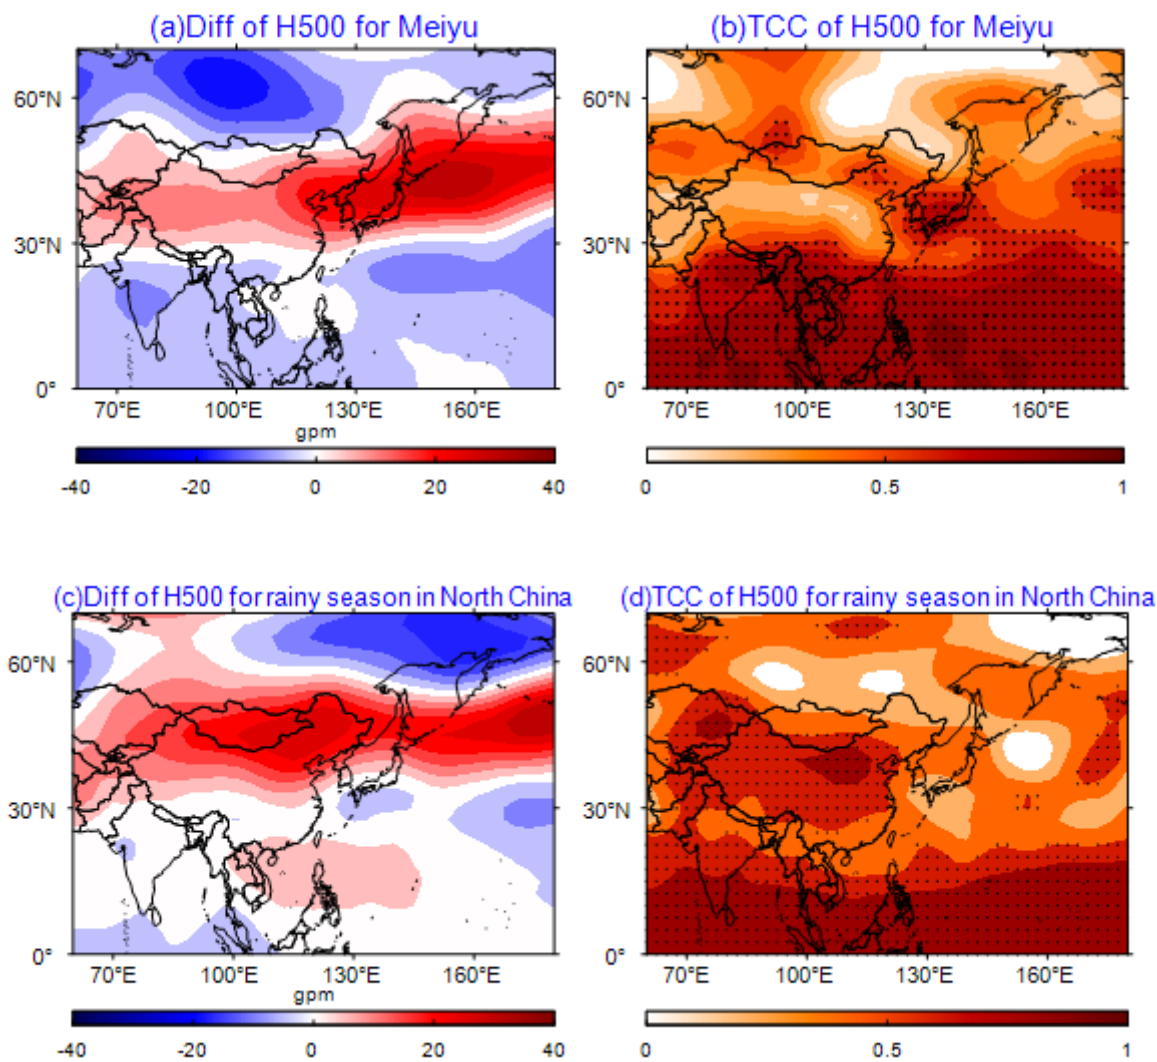 (a)Diff of H500 for Meiyu
(b)TCC of H500 for Meiyu
60°N
30°N
0°
70°E 100°E 130°E 160°E
gpm
-40 -20 0 20 40
60°N
30°N
0°
70°E 100°E 130°E 160°E
0 0.5 1
(c)Diff of H500 for rainy season in North China
(d)TCC of H500 for rainy season in North China
60°N
30°N
0°
70°E 100°E 130°E 160°E
gpm
-40 -20 0 20 40
60°N
30°N
0°
70°E 100°E 130°E 160°E
0 0.5 1